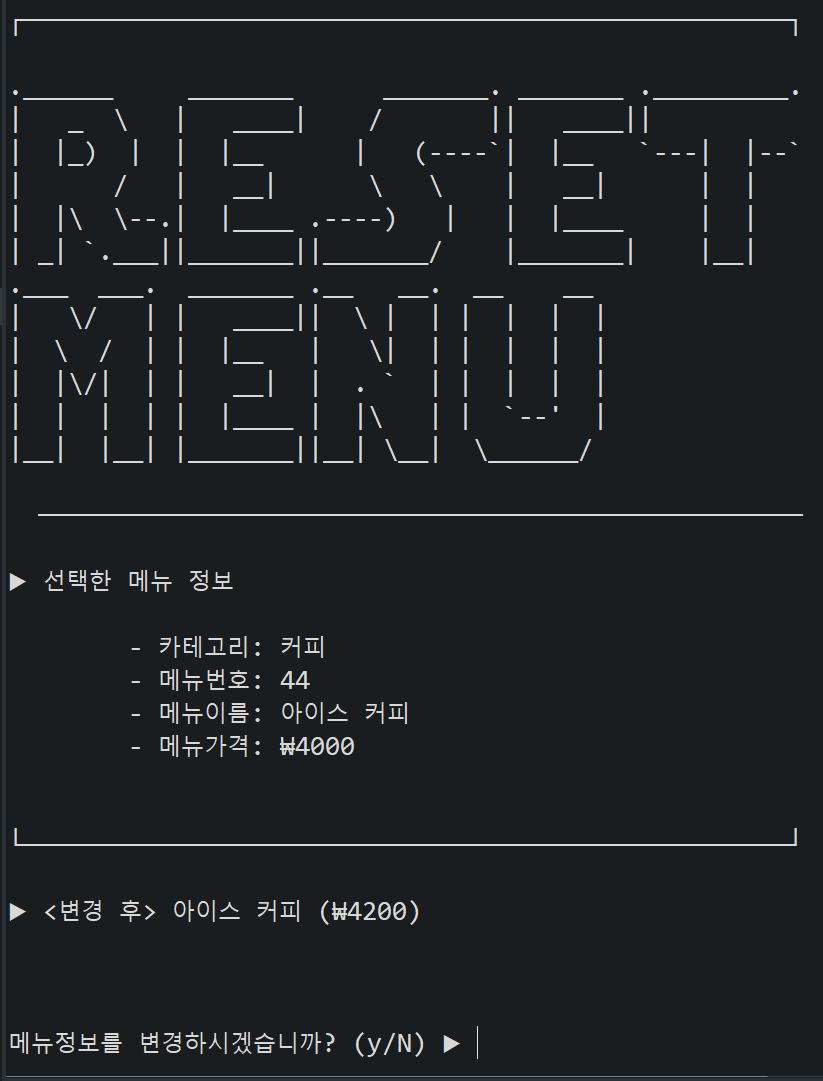 RESET
MENU
▶ 선택한 메뉴 정보
- 카테고리: 커피
- 메뉴번호: 44
- 메뉴이름: 아이스 커피
- 메뉴가격: ₩4000
▶ <변경 후> 아이스 커피 (₩4200)
메뉴정보를 변경하시겠습니까? (y/N) ▶